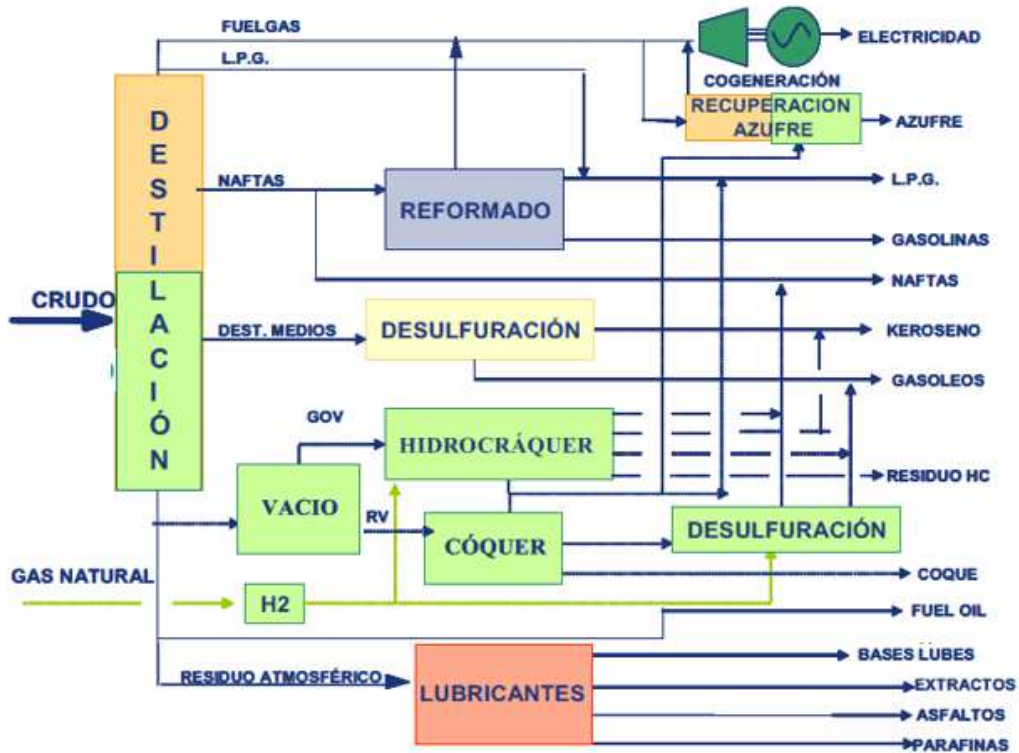 FUELGAS
ELECTRICIDAD
L.P.G.
COGENERACIÓN
RECUPERACION
AZUFRE
AZUFRE
DESTILACIÓN
NAFTAS
REFORMADO
L.P.G.
GASOLINAS
NAFTAS
CRUDO
DEST. MEDIOS
DESULFURACIÓN
KEROSENO
GASOLEOS
GOV
HIDROCRÁQUER
RESIDUO HC
VACIO
RV
CÓQUER
DESULFURACIÓN
GAS NATURAL
H2
COQUE
FUEL OIL
RESIDUO ATMOSFÉRICO
LUBRICANTES
BASES LUBES
EXTRACTOS
ASFALTOS
PARAFINAS